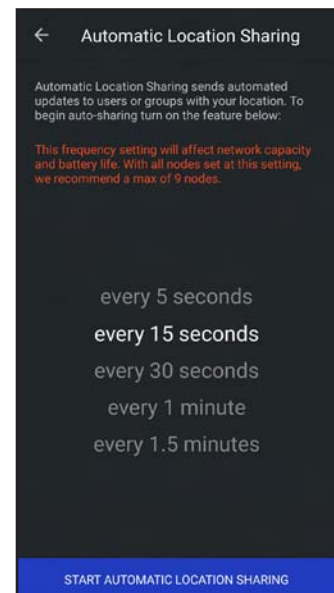 Automatic Location Sharing
Automatic Location Sharing sends automated
updates to users or groups with your location. To
begin auto-sharing turn on the feature below:
This frequency setting will affect network capacity
and battery life. With all nodes set at this setting,
we recommend a max of 9 nodes.
every 5 seconds
every 15 seconds
every 30 seconds
every 1 minute
every 1.5 minutes
START AUTOMATIC LOCATION SHARING